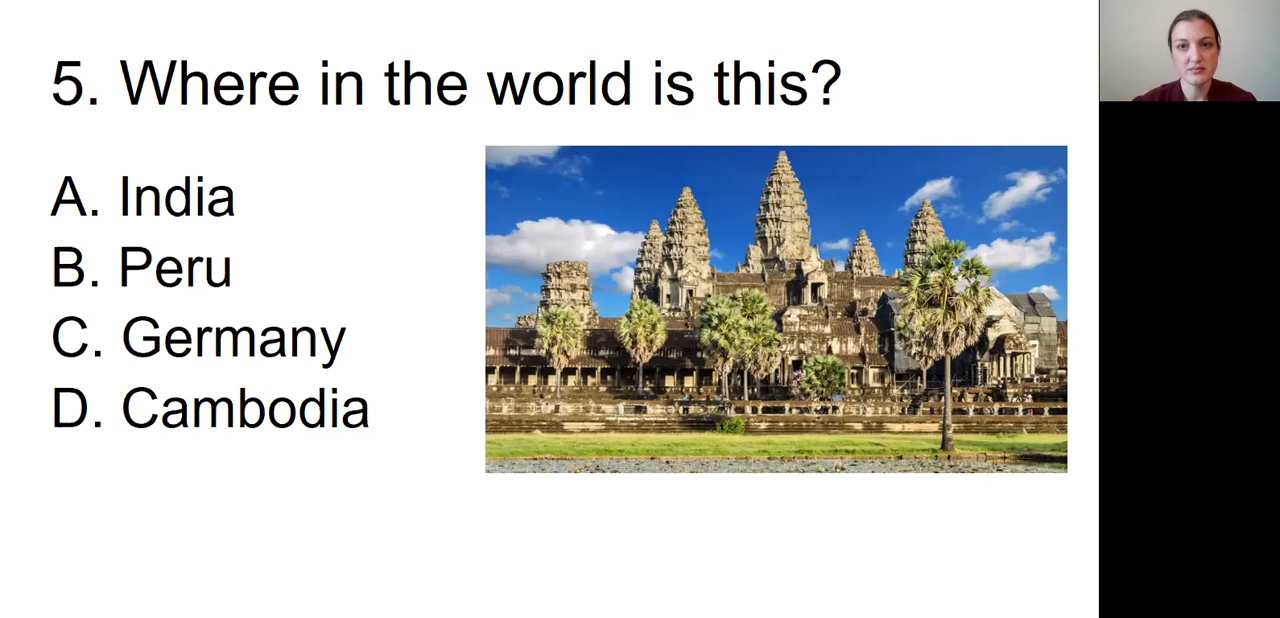 5. Where in the world is this?
A. India
B. Peru
C. Germany
D. Cambodia